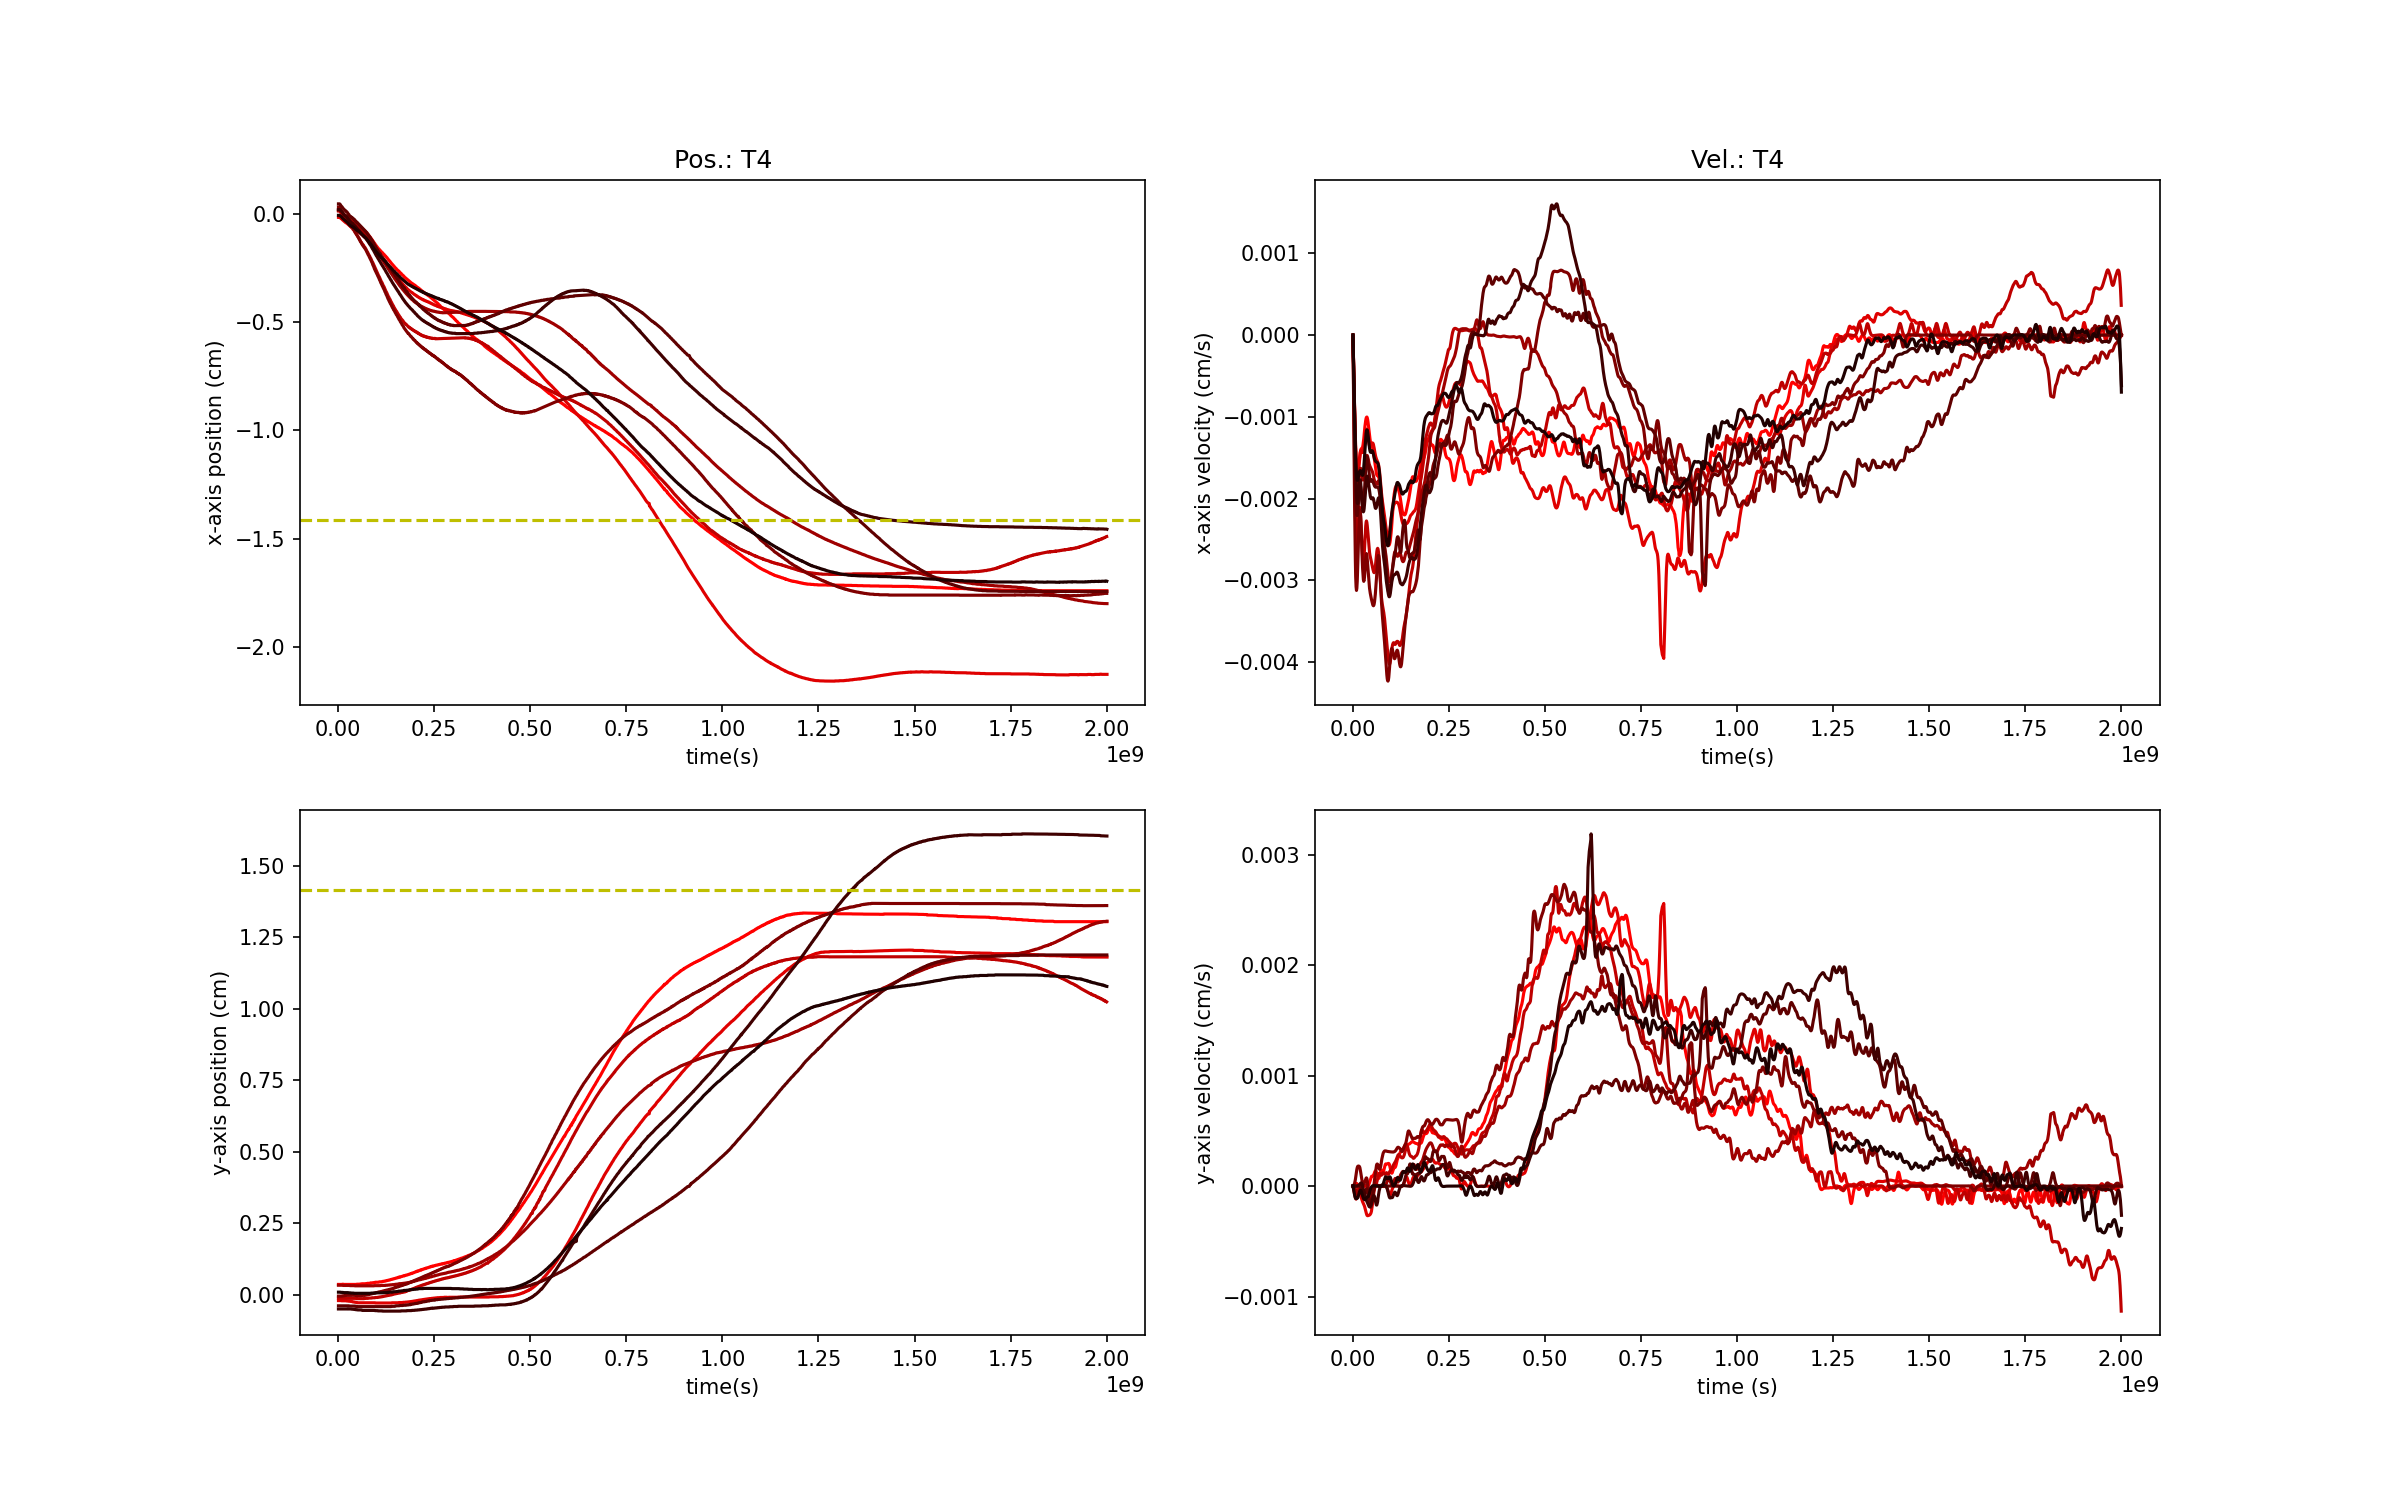 Pos.: T4
Vel.: T4
x-axis position (cm)
0.0
−0.5
−1.0
−1.5
−2.0
0.00 0.25 0.50 0.75 1.00 1.25 1.50 1.75 2.00
time(s)
1e9
x-axis velocity (cm/s)
0.001
0.000
−0.001
−0.002
−0.003
−0.004
0.00 0.25 0.50 0.75 1.00 1.25 1.50 1.75 2.00
time(s)
1e9
y-axis position (cm)
1.50
1.25
1.00
0.75
0.50
0.25
0.00
0.00 0.25 0.50 0.75 1.00 1.25 1.50 1.75 2.00
time(s)
1e9
y-axis velocity (cm/s)
0.003
0.002
0.001
0.000
−0.001
0.00 0.25 0.50 0.75 1.00 1.25 1.50 1.75 2.00
time (s)
1e9